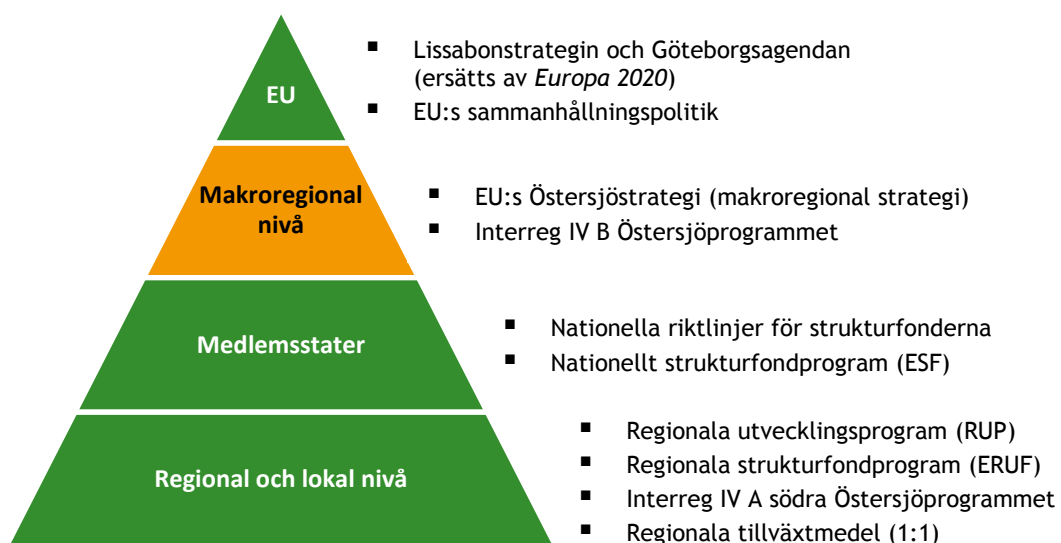 EU
▪ Lissabonstrategin och Göteborgsagendan
(ersätts av Europa 2020)
▪ EU:s sammanhållningspolitik
Makroregional
nivå
▪ EU:s Östersjöstrategi (makroregional strategi)
▪ Interreg IV B Östersjöprogrammet
Medlemsstater
▪ Nationella riktlinjer för strukturfonderna
▪ Nationellt strukturfondprogram (ESF)
Regional och lokal nivå
▪ Regionala utvecklingsprogram (RUP)
▪ Regionala strukturfondprogram (ERUF)
▪ Interreg IV A södra Östersjöprogrammet
▪ Regionala tillväxtmedel (1:1)